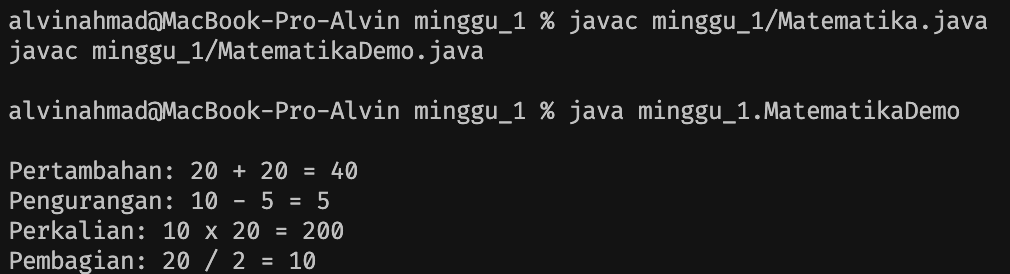 alvinahmad@MacBook-Pro-Alvin minggu_1 % javac minggu_1/Matematika.java
javac minggu_1/MatematikaDemo.java
alvinahmad@MacBook-Pro-Alvin minggu_1 % java minggu_1.MatematikaDemo
Pertambahan: 20 + 20 = 40
Pengurangan: 10 - 5 = 5
Perkalian: 10 x 20 = 200
Pembagian: 20 / 2 = 10